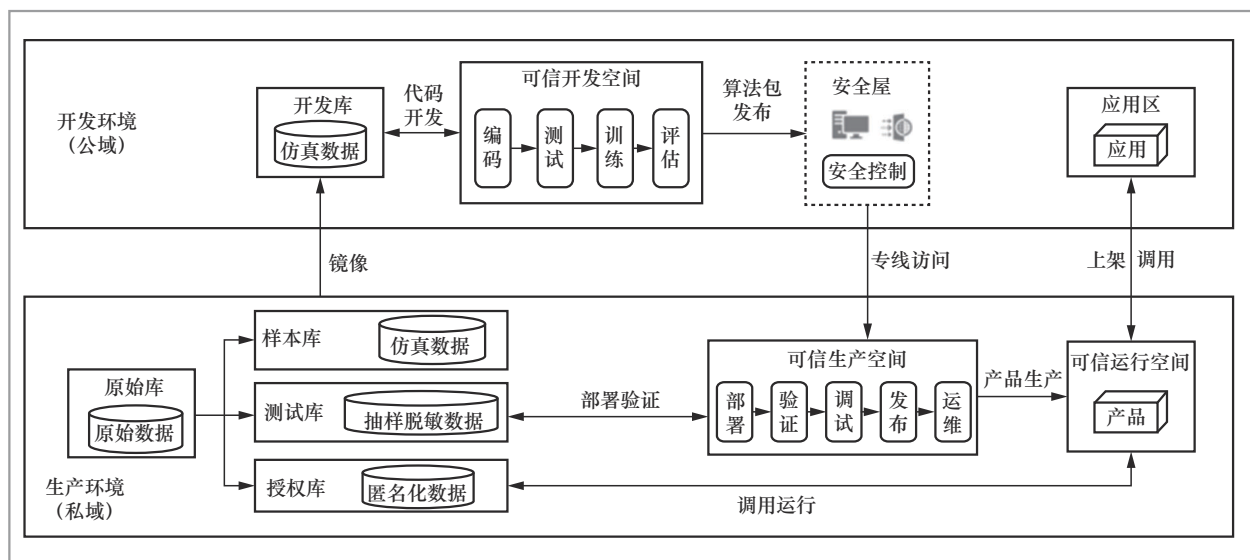 开发环境
（公域）
开发库
仿真数据
代码
开发
可信开发空间
编码
测试
训练
评估
算法包
发布
安全屋
安全控制
应用区
应用
镜像
专线访问
上架
调用
生产环境
（私域）
原始库
原始数据
样本库
仿真数据
测试库
抽样脱敏数据
授权库
匿名化数据
部署验证
可信生产空间
部署
验证
调试
发布
运维
产品生产
可信运行空间
产品
调用运行